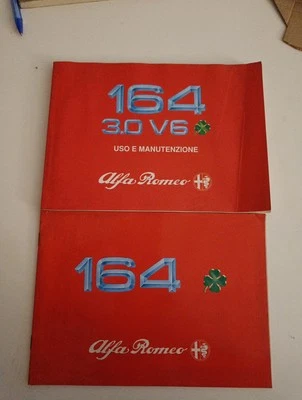 164
3.0 V6
USO E MANUTENZIONE
Alfa Romeo
164
Alfa Romeo